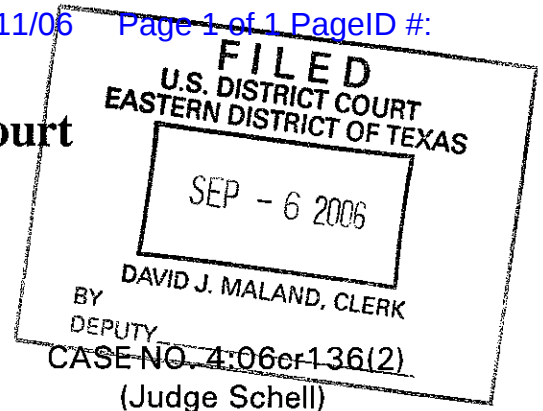 11/06 Page 1 of 1 PageID #:
FILED
U.S. DISTRICT COURT
EASTERN DISTRICT OF TEXAS
ourt
SEP - 6 2006
DAVID J. MALAND, CLERK
BY
DEPUTY
CASE NO. 4:06cr136(2)
(Judge Schell)